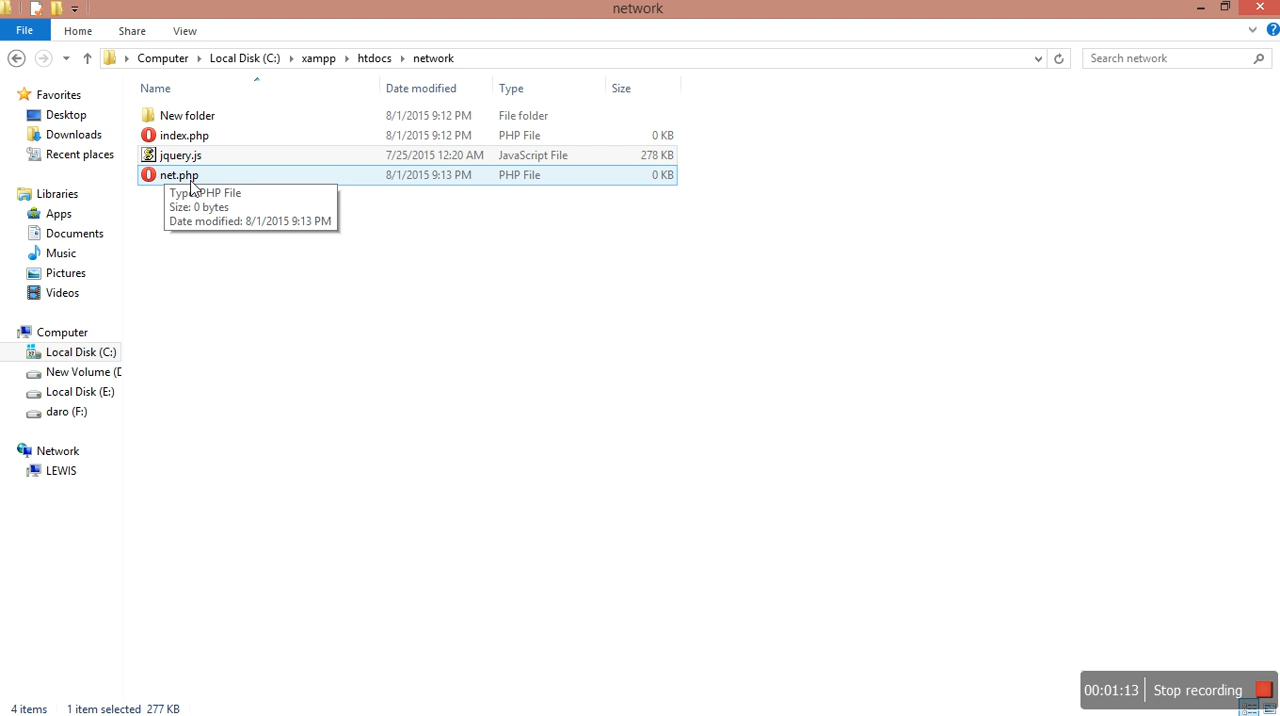 network
File Home Share View
Computer Local Disk (C:) xampp htdocs network Search network
Name Date modified Type Size
Favorites
Desktop
Downloads
Recent places
Libraries
Apps
Documents
Music
Pictures
Videos
Computer
Local Disk (C:)
New Volume (D
Local Disk (E:)
daro (F:)
Network
LEWIS
New folder 8/1/2015 9:12 PM File folder
index.php 8/1/2015 9:12 PM PHP File 0 KB
jquery.js 7/25/2015 12:20 AM JavaScript File 278 KB
net.php 8/1/2015 9:13 PM PHP File 0 KB
PHP File
Size: 0 bytes
Date modified: 8/1/2015 9:13 PM
00:01:13 Stop recording
4 items 1 item selected 277 KB